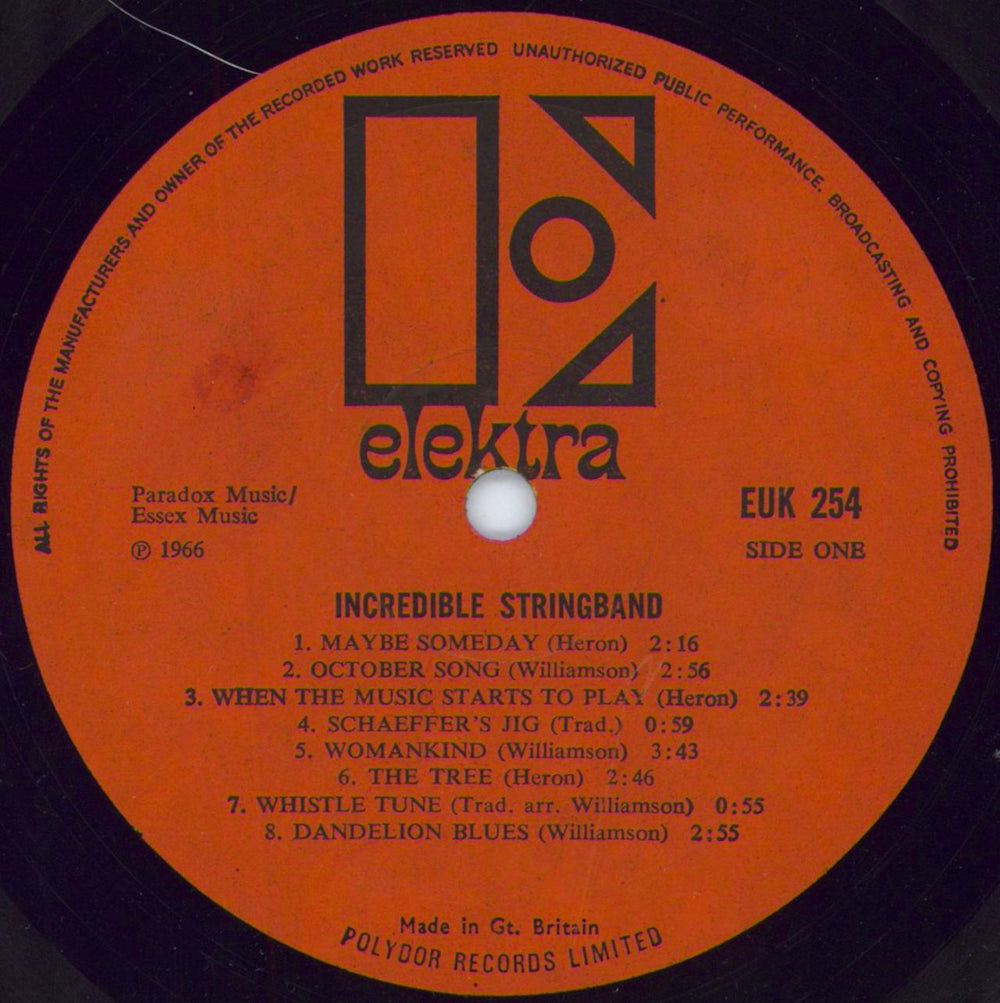 ALL RIGHTS OF THE MANUFACTURERS AND OWNER OF THE RECORDED WORK RESERVED UNAUTHORIZED PUBLIC PERFORMANCE. BROADCASTING AND COPYING PROHIBITED
elektra
Paradox Music/
Essex Music
℗ 1966
EUK 254
SIDE ONE
INCREDIBLE STRINGBAND
1. MAYBE SOMEDAY (Heron) 2:16
2. OCTOBER SONG (Williamson) 2:56
3. WHEN THE MUSIC STARTS TO PLAY (Heron) 2:39
4. SCHAEFFER'S JIG (Trad.) 0:59
5. WOMANKIND (Williamson) 3:43
6. THE TREE (Heron) 2:46
7. WHISTLE TUNE (Trad. arr. Williamson) 0:55
8. DANDELION BLUES (Williamson) 2:55
Made in Gt. Britain
POLYDOR RECORDS LIMITED